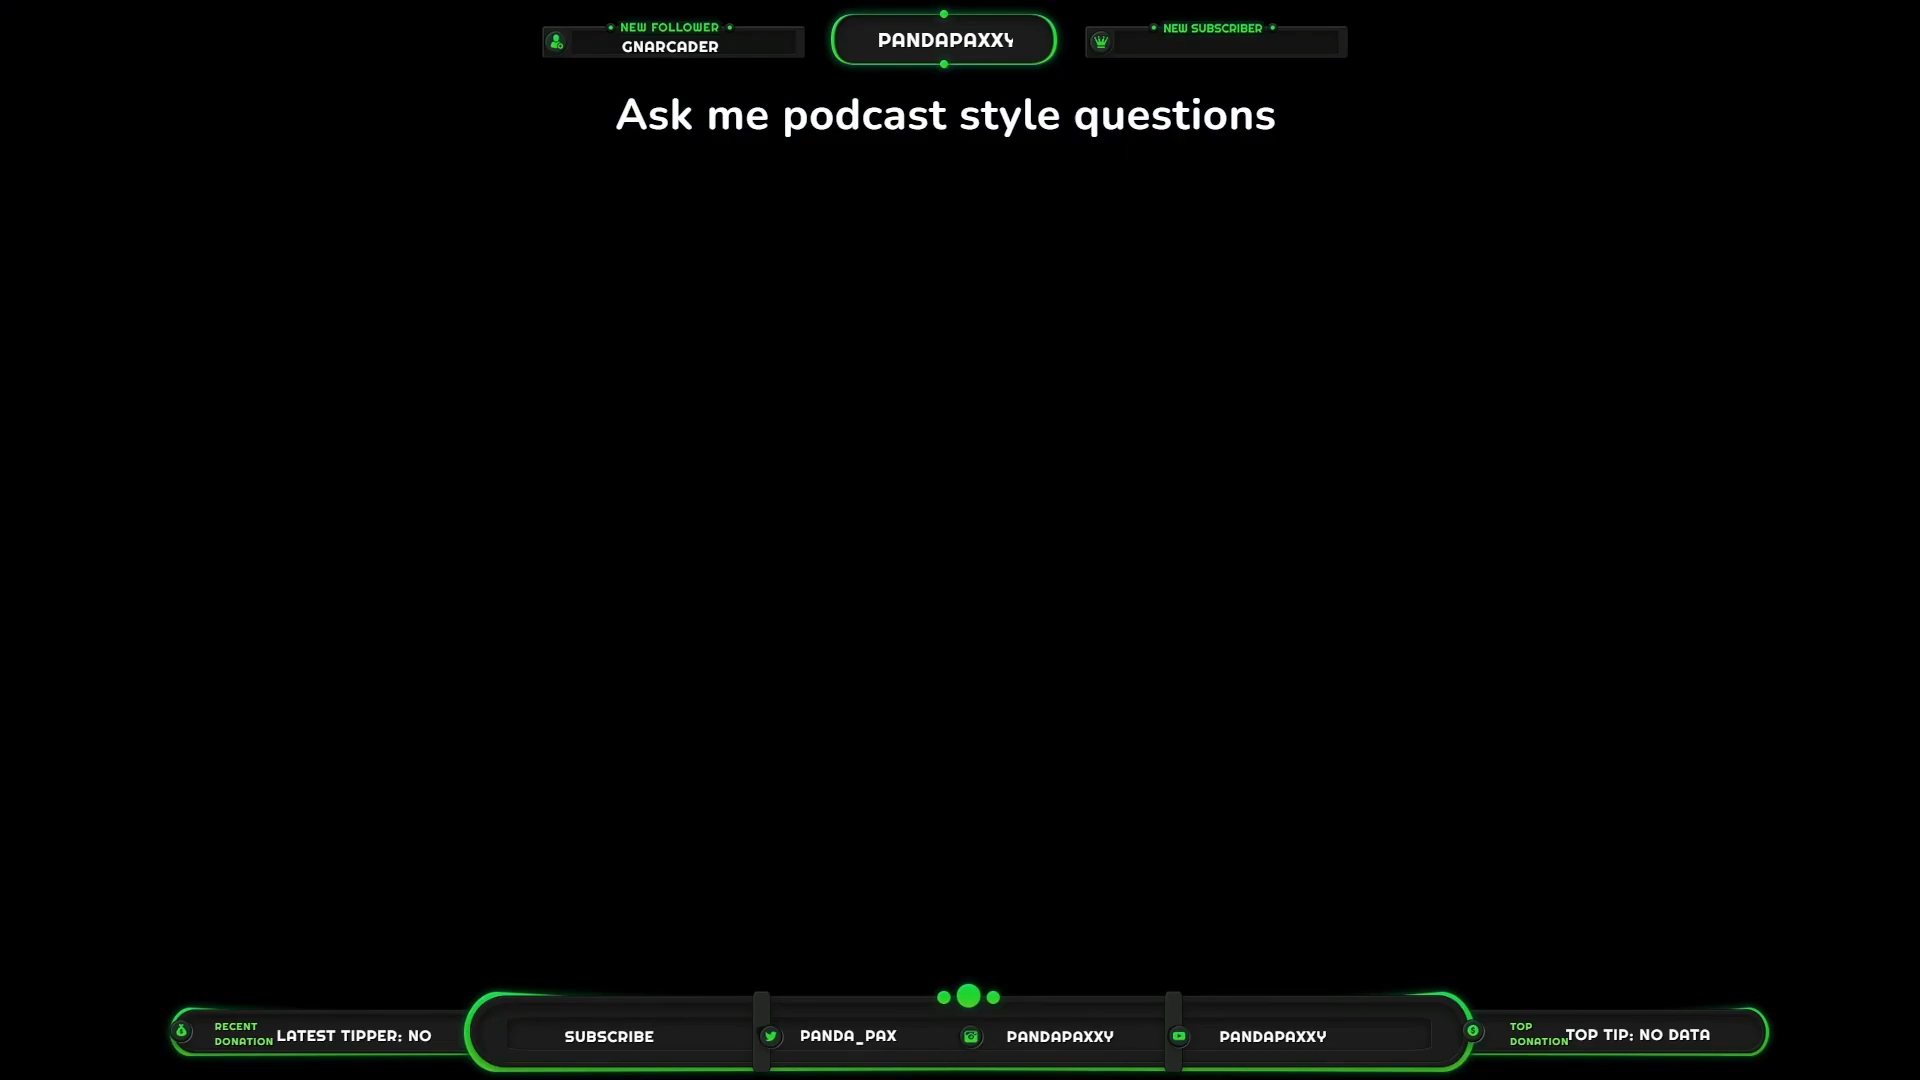 NEW FOLLOWER
GNARCADER
PANDAPAXXY
NEW SUBSCRIBER
Ask me podcast style questions
RECENT
DONATION
LATEST TIPPER: NO
SUBSCRIBE
PANDA_PAX
PANDAPAXXY
PANDAPAXXY
TOP
DONATION
TOP TIP: NO DATA